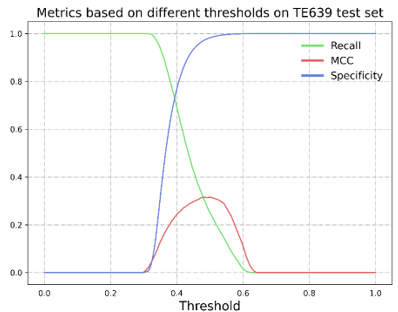 Metrics based on different thresholds on TE639 test set
1.0
0.8
0.6
0.4
0.2
0.0
Recall
MCC
Specificity
0.0 0.2 0.4 0.6 0.8 1.0
Threshold